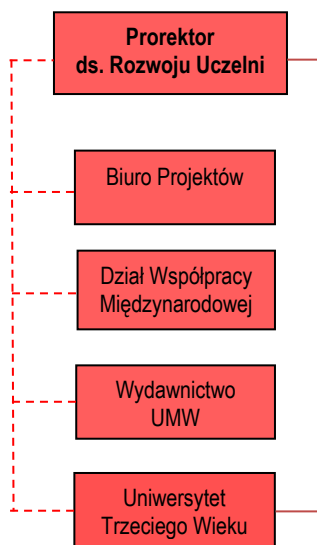 Prorektor
ds. Rozwoju Uczelni
Biuro Projektów
Dział Współpracy
Międzynarodowej
Wydawnictwo
UMW
Uniwersytet
Trzeciego Wieku